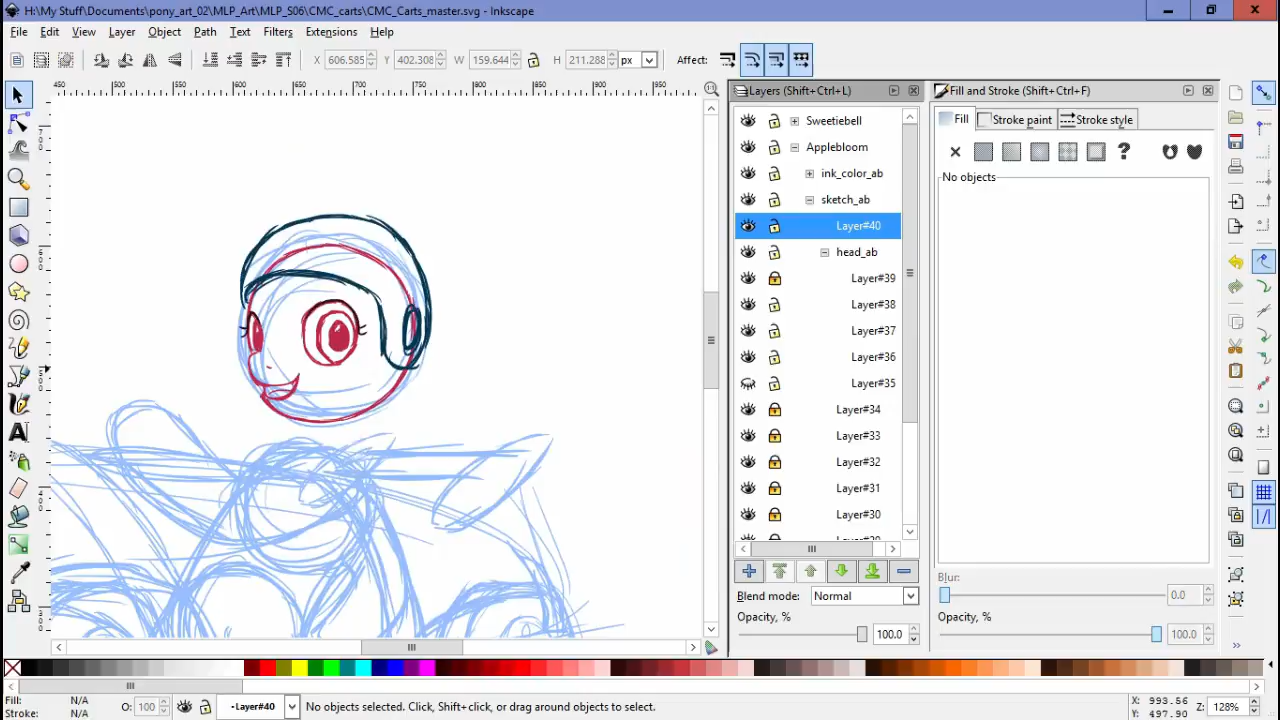 H:\My Stuff\Documents\pony_art_02\MLP_Art\MLP_S06\CMC_carts\CMC_Carts_master.svg - Inkscape
File Edit View Layer Object Path Text Filters Extensions Help
X 606.585 Y 402.308 W 159.644 H 211.288 px Affect:
Layers (Shift+Ctrl+L)
Fill and Stroke (Shift+Ctrl+F)
Sweetiebell
Applebloom
ink_color_ab
sketch_ab
Layer#40
head_ab
Layer#39
Layer#38
Layer#37
Layer#36
Layer#35
Layer#34
Layer#33
Layer#32
Layer#31
Layer#30
Blend mode: Normal
Opacity, %
100.0
Fill Stroke paint Stroke style
?
No objects
Blur:
0.0
Opacity, %
100.0
Fill: N/A
Stroke: N/A
O: 100
•Layer#40
No objects selected. Click, Shift+click, or drag around objects to select.
X: 993.56
Y: 497.90
Z: 128%